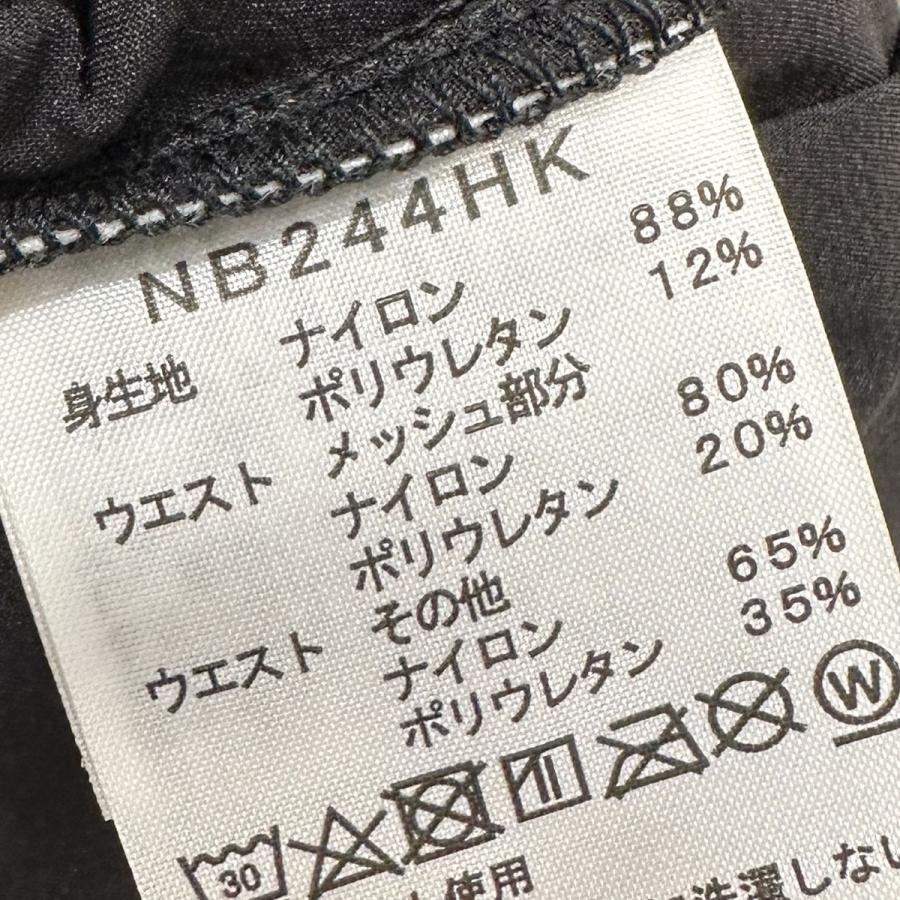 NB244HK
身生地 ナイロン 88%
ポリウレタン 12%
ウエスト メッシュ部分
ナイロン 80%
ポリウレタン 20%
ウエスト その他
ナイロン 65%
ポリウレタン 35%
30 W
使用
洗濯しない